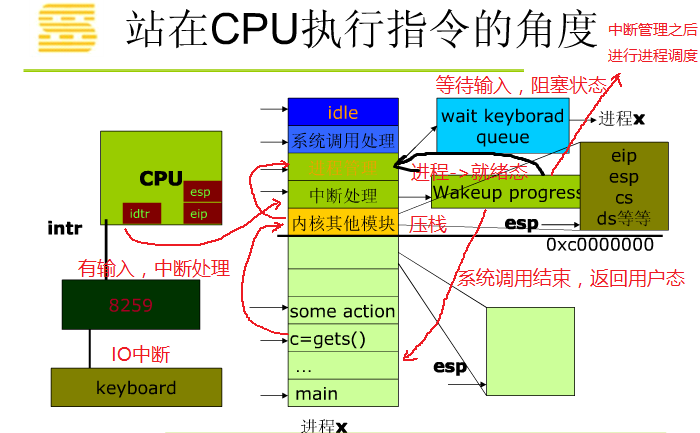 站在CPU执行指令的角度
中断管理之后
进行进程调度
等待输入，阻塞状态
idle
wait keyborad
queue
进程x
系统调用处理
CPU
esp
idtr
eip
进程调度
进程->就绪态
中断处理
Wakeup progress
eip
esp
cs
ds等等
intr
内核其他模块
压栈
esp
0xc0000000
有输入，中断处理
系统调用结束，返回用户态
8259
some action
IO中断
c=gets()
...
esp
keyboard
main
进程x